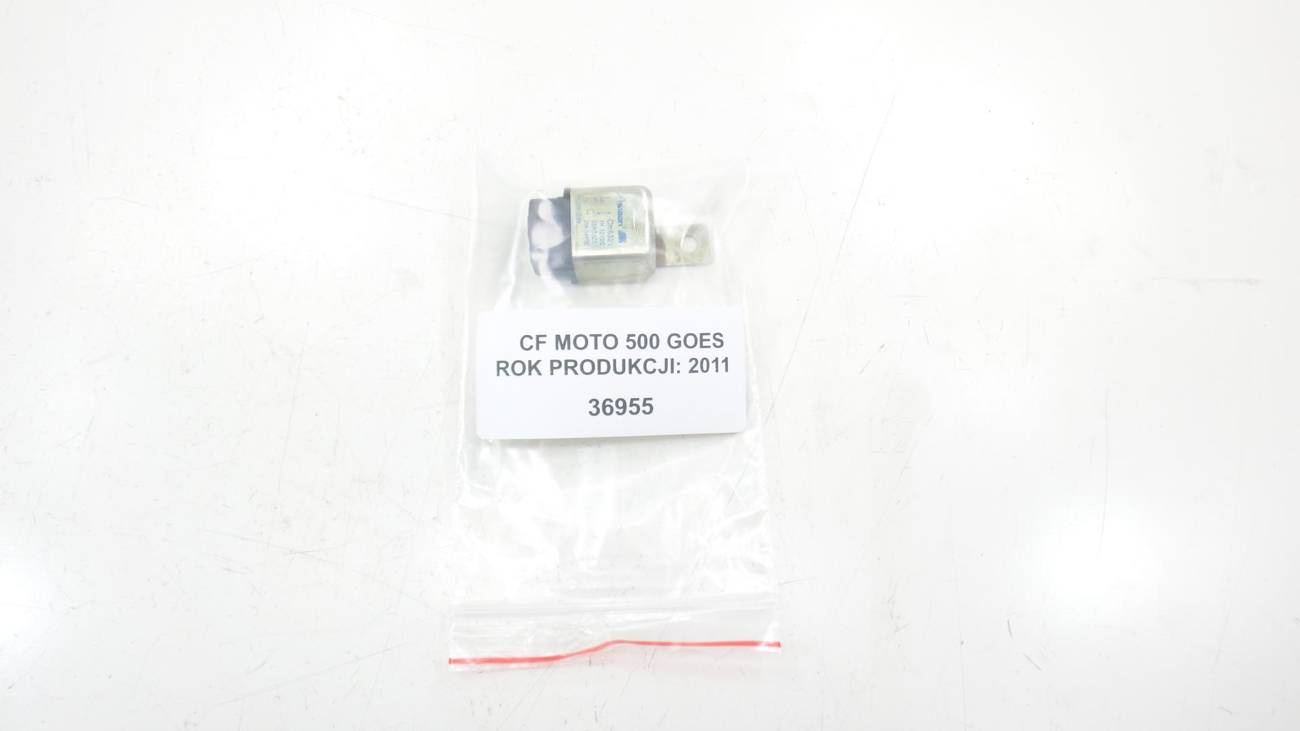 CF MOTO 500 GOES
ROK PRODUKCJI: 2011
36955